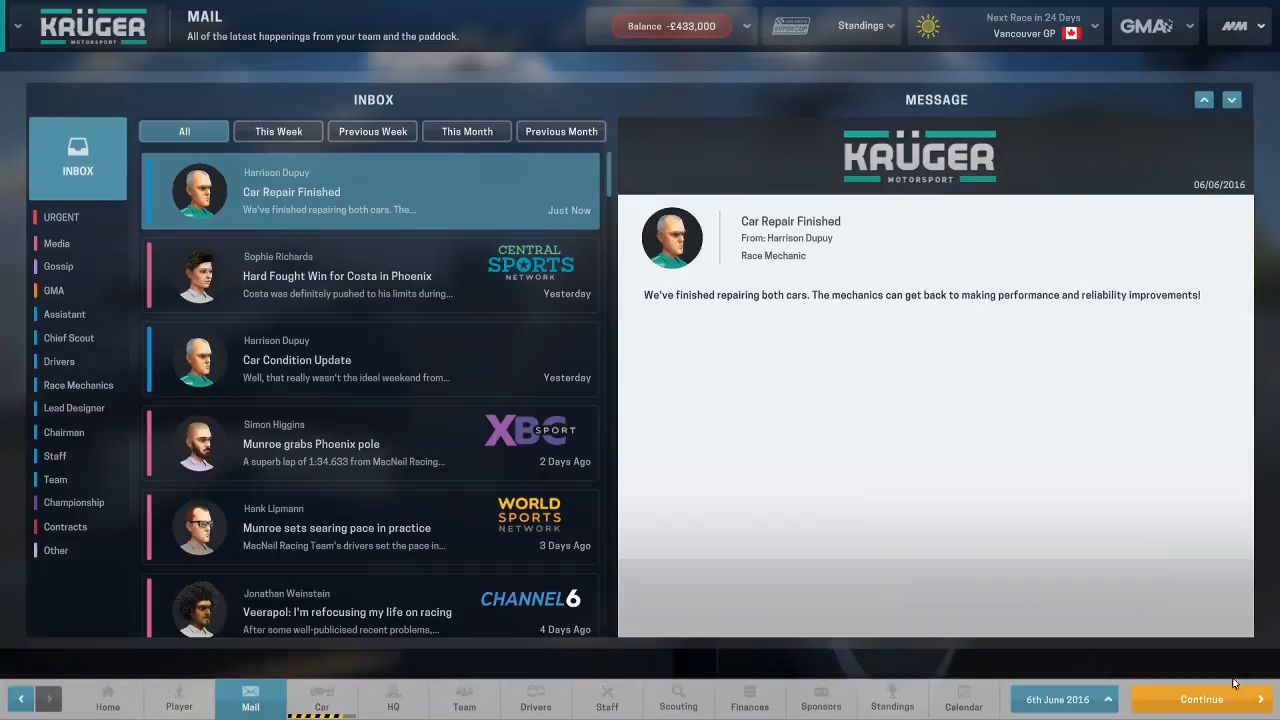 KRÜGER
MOTORSPORT
MAIL
All of the latest happenings from your team and the paddock.
Balance -£433,000
Standings
Next Race in 24 Days
Vancouver GP
GMA
INBOX
MESSAGE
INBOX
URGENT
Media
Gossip
GMA
Assistant
Chief Scout
Drivers
Race Mechanics
Lead Designer
Chairman
Staff
Team
Championship
Contracts
Other
All
This Week
Previous Week
This Month
Previous Month
Harrison Dupuy
Car Repair Finished
We've finished repairing both cars. The...
Just Now
Sophie Richards
Hard Fought Win for Costa in Phoenix
Costa was definitely pushed to his limits during...
CENTRAL
SPORTS
NETWORK
Yesterday
Harrison Dupuy
Car Condition Update
Well, that really wasn't the ideal weekend from...
Yesterday
Simon Higgins
Munroe grabs Phoenix pole
A superb lap of 1:34.633 from MacNeil Racing...
XBC SPORT
2 Days Ago
Hank Lipmann
Munroe sets searing pace in practice
MacNeil Racing Team's drivers set the pace in...
WORLD
SPORTS
NETWORK
3 Days Ago
Jonathan Weinstein
Veerapol: I'm refocusing my life on racing
After some well-publicised recent problems,...
CHANNEL6
4 Days Ago
KRÜGER
MOTORSPORT
06/06/2016
Car Repair Finished
From: Harrison Dupuy
Race Mechanic
We've finished repairing both cars. The mechanics can get back to making performance and reliability improvements!
Home
Player
Mail
Car
HQ
Team
Drivers
Staff
Scouting
Finances
Sponsors
Standings
Calendar
6th June 2016
Continue